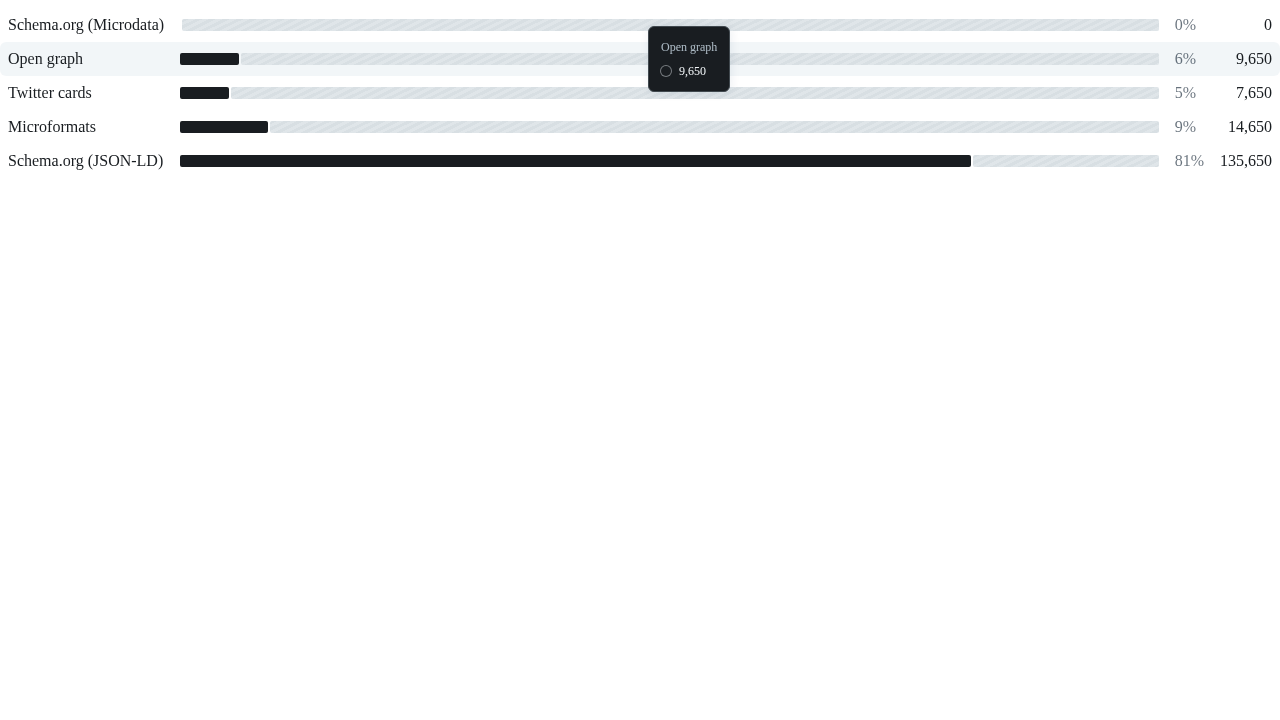 Schema.org (Microdata) 0% 0
Open graph 6% 9,650
Open graph
9,650
Twitter cards 5% 7,650
Microformats 9% 14,650
Schema.org (JSON-LD) 81% 135,650